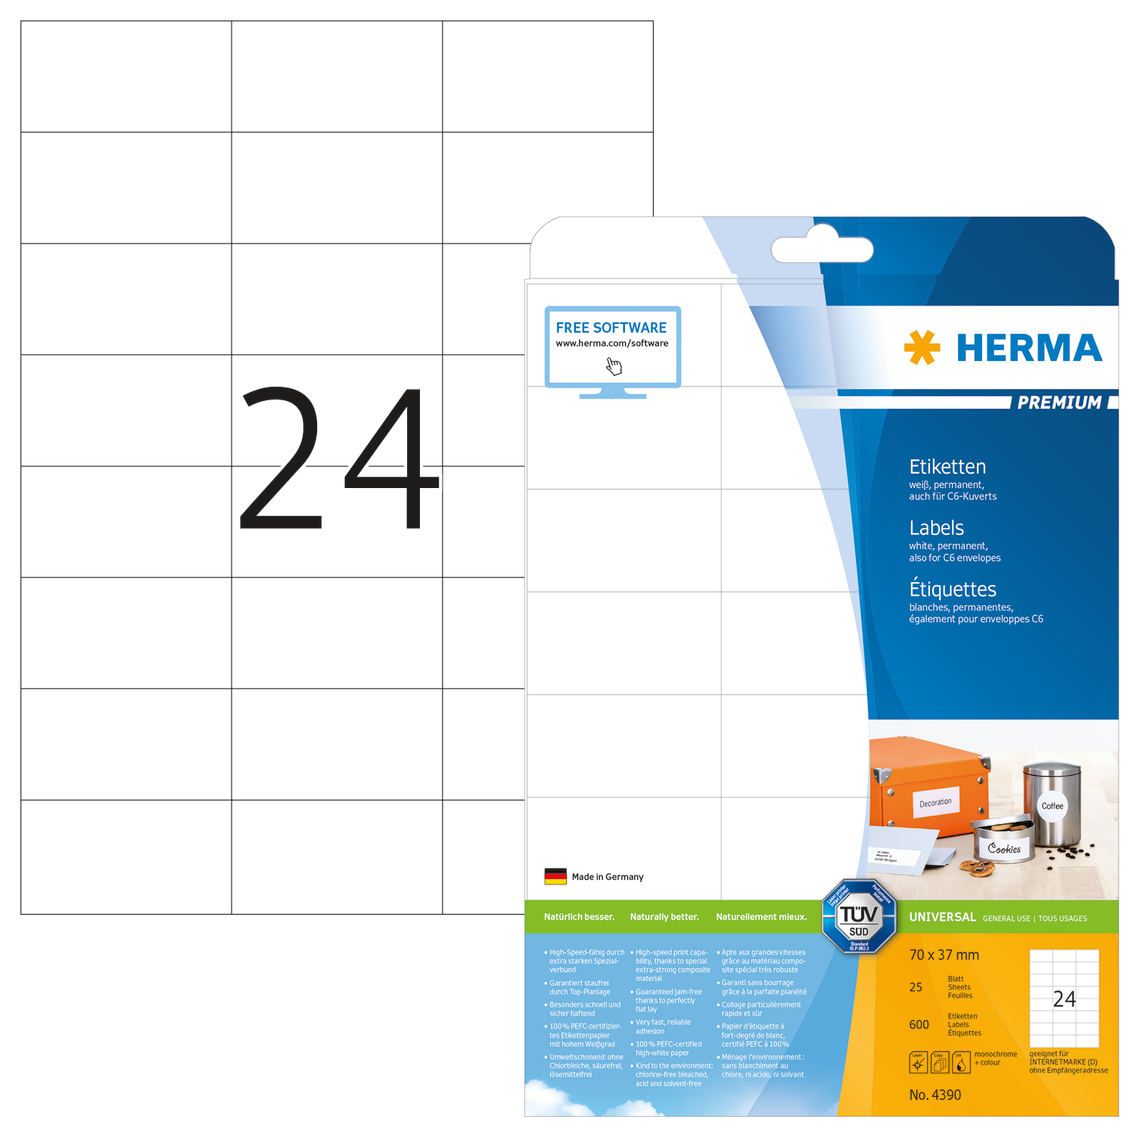 24
FREE SOFTWARE
www.herma.com/software
HERMA
PREMIUM
Etiketten
weiß, permanent,
auch für C6-Kuverts
Labels
white, permanent,
also for C6 envelopes
Étiquettes
blanches, permanentes,
également pour enveloppes C6
Decoration
Coffee
Cookies
Made in Germany
Natürlich besser.
Naturally better.
Naturellement mieux.
TÜV
SÜD
Standard
UNIVERSAL GENERAL USE | TOUS USAGES
• High-Speed-fähig durch
extra starken Spezial-
verbund
• Garantiert staufrei
durch Top-Planlage
• Besonders schnell und
sicher haftend
• 100% PEFC-zertifizier-
tes Etikettenpapier
mit hohem Weißgrad
• Umweltschonend: ohne
Chlorbleiche, säurefrei,
lösemittelfrei
• High-speed print capa-
bility, thanks to special
extra-strong composite
material
• Guaranteed jam-free
thanks to perfectly
flat lay
• Very fast, reliable
adhesion
• 100% PEFC-certified
high-white paper
• Kind to the environment:
chlorine-free bleached,
acid and solvent-free
• Apte aux grandes vitesses
grâce au matériau compo-
site spécial très robuste
• Garanti sans bourrage
grâce à la parfaite planéité
• Collage particulièrement
rapide et sûr
• Papier d'étiquette à
fort-degré de blanc,
certifié PEFC à 100%
• Ménage l'environnement :
sans blanchiment au
chlore, ni acide, ni solvant
70 x 37 mm
25
Blatt
Sheets
Feuilles
600
Etiketten
Labels
Étiquettes
24
Laser
Copy
Ink
monochrome
+ colour
geeignet für
INTERNETMARKE (D)
ohne Empfängeradresse
No. 4390